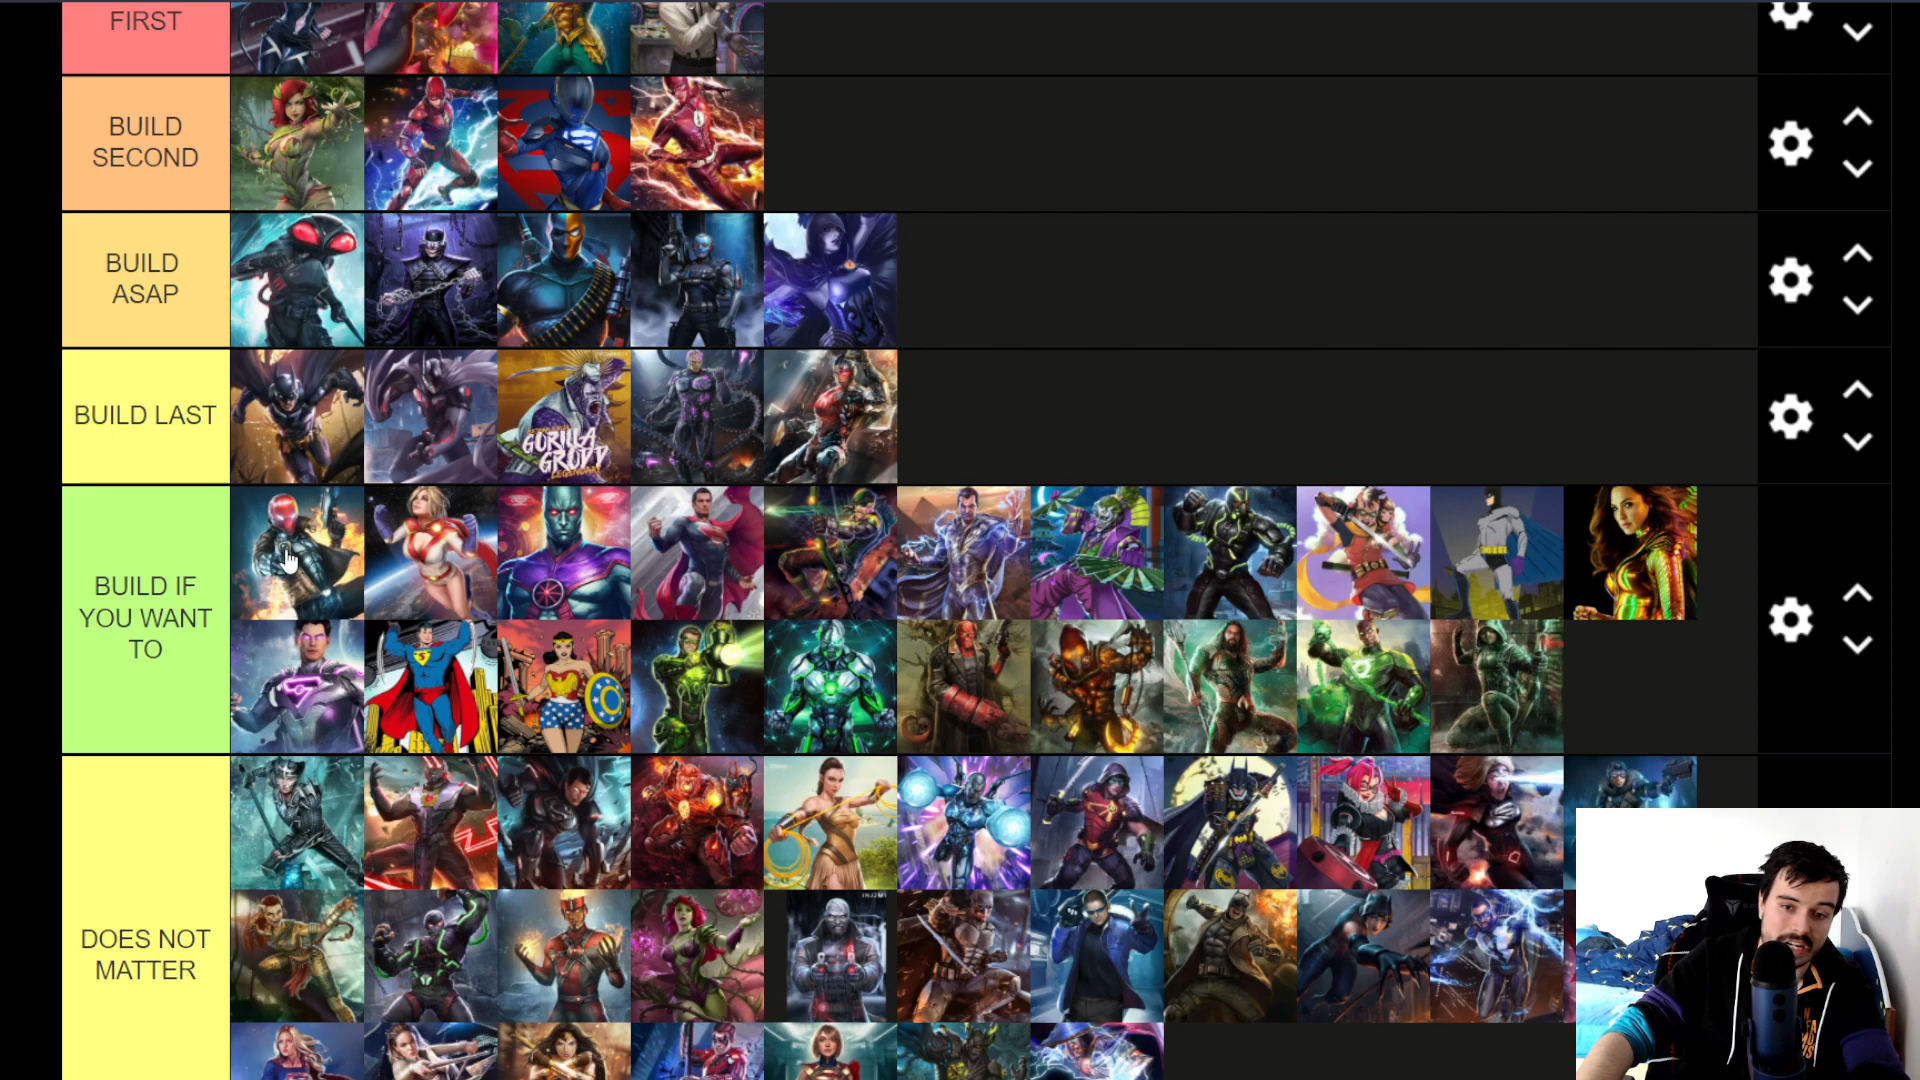 FIRST
BUILD
SECOND
BUILD
ASAP
BUILD LAST
GORILLA
GRODD
BUILD IF
YOU WANT
TO
DOES NOT
MATTER